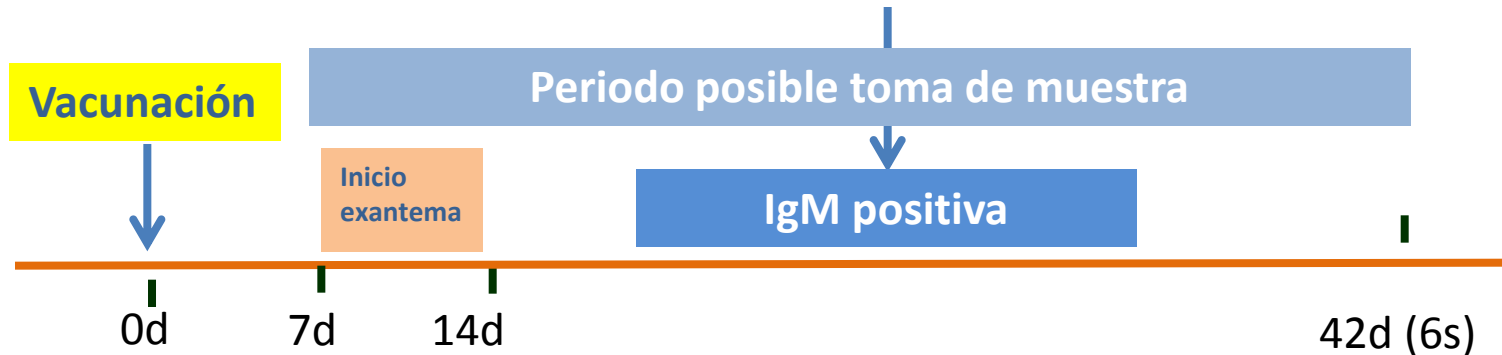 Periodo posible toma de muestra
Vacunación
Inicio
exantema
IgM positiva
0d
7d
14d
42d (6s)